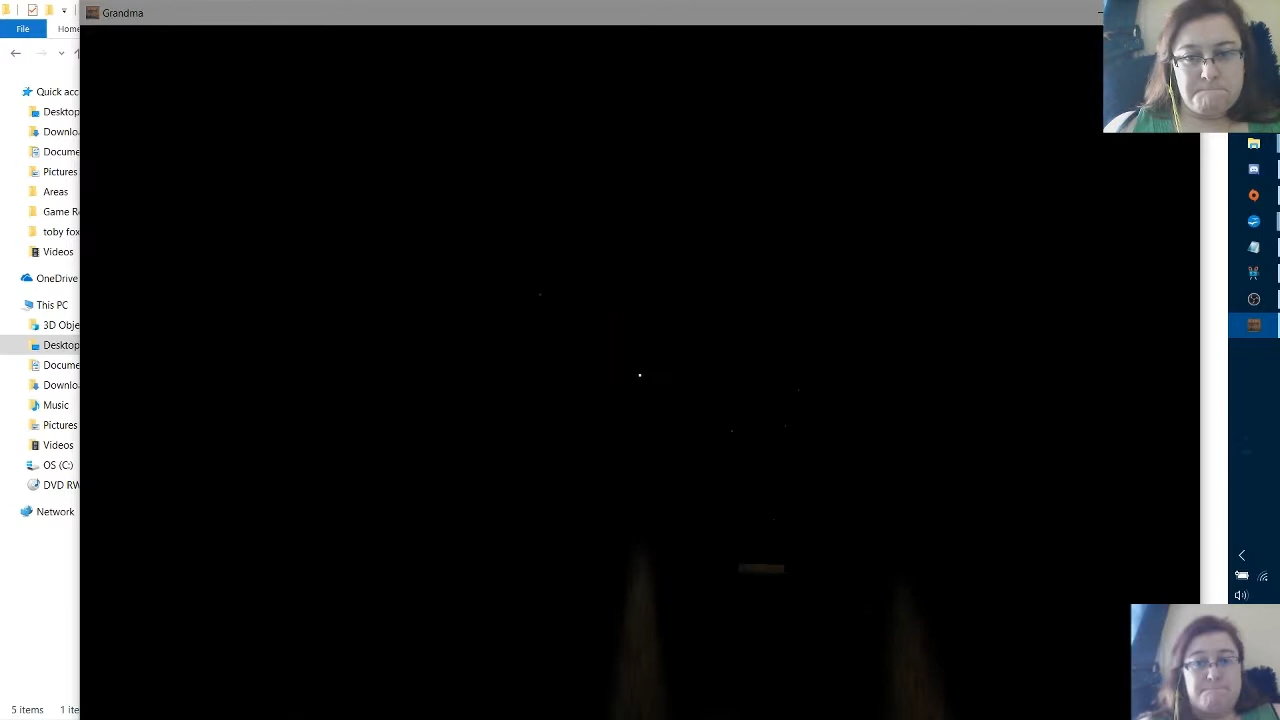 Grandma
File
Home
Quick acc
Desktop
Downlo
Docume
Pictures
Areas
Game R
toby fox
Videos
OneDrive
This PC
3D Obje
Desktop
Docume
Downlo
Music
Pictures
Videos
OS (C:)
DVD RW
Network
5 items
1 ite